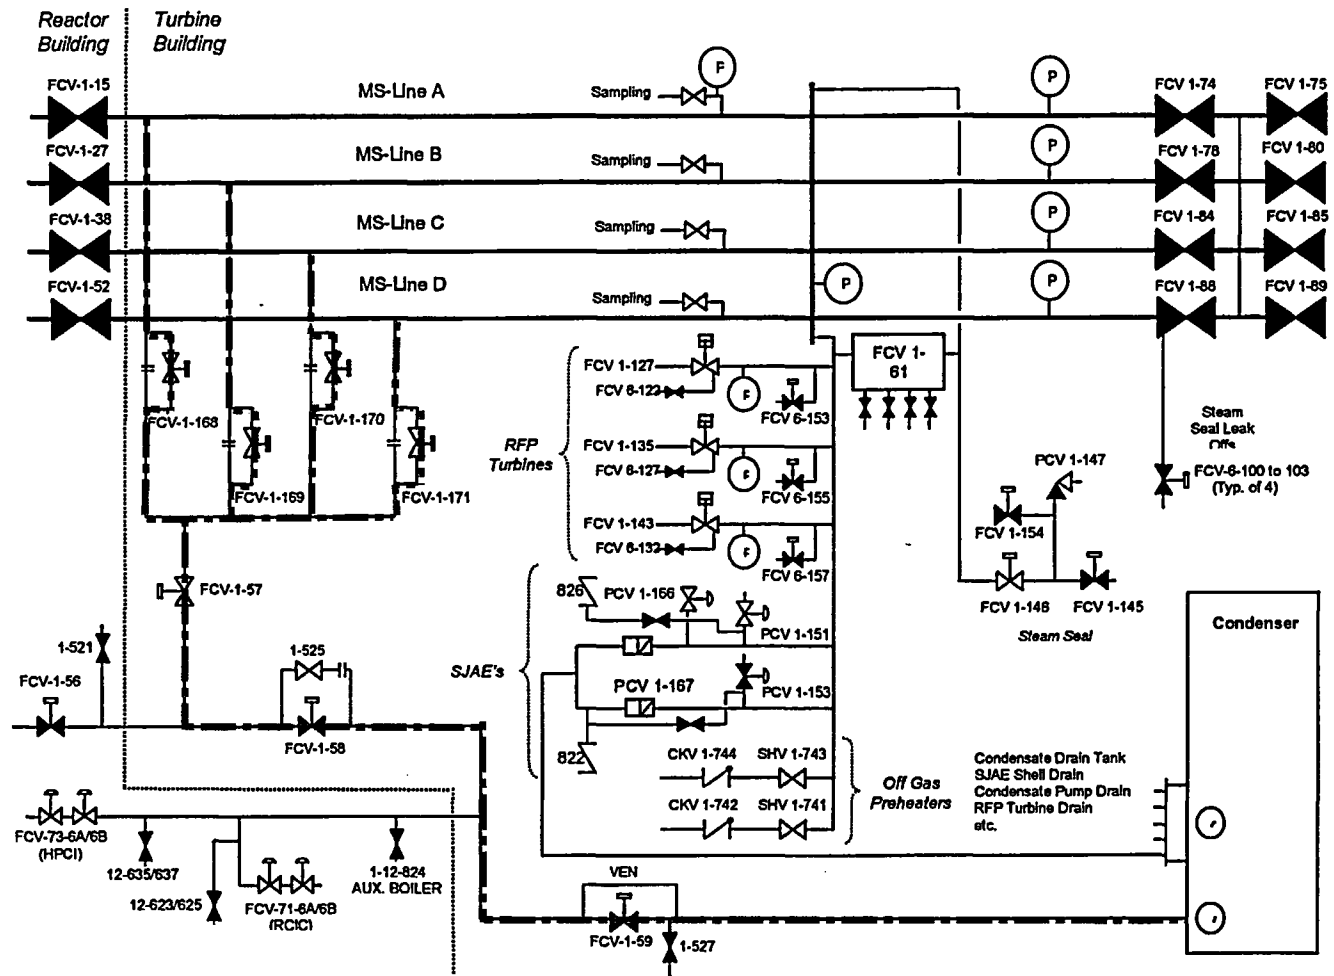 Reactor
Building
Turbine
Building
FCV-1-15
FCV-1-27
FCV-1-38
FCV-1-52
MS-Line A
MS-Line B
MS-Line C
MS-Line D
Sampling
Sampling
Sampling
Sampling
F
P
P
P
P
P
FCV 1-74
FCV 1-75
FCV 1-78
FCV 1-80
FCV 1-84
FCV 1-85
FCV 1-88
FCV 1-89
FCV-1-168
FCV-1-169
FCV-1-170
FCV-1-171
RFP
Turbines
FCV 1-127
FCV 6-123
F
FCV 6-153
FCV 1-135
FCV 6-127
F
FCV 6-155
FCV 1-143
FCV 6-132
F
FCV 6-157
FCV 1-
61
Steam
Seal Leak
Offs
FCV-6-100 to 103
(Typ. of 4)
PCV 1-147
FCV 1-154
FCV 1-146
FCV 1-145
Steam Seal
FCV-1-57
1-521
FCV-1-56
1-525
FCV-1-58
SJAE's
826
PCV 1-166
PCV 1-151
PCV 1-167
PCV 1-153
822
CKV 1-744
SHV 1-743
CKV 1-742
SHV 1-741
Off Gas
Preheaters
Condensate Drain Tank
SJAE Shell Drain
Condensate Pump Drain
RFP Turbine Drain
etc.
Condenser
FCV-73-6A/6B
(HPCI)
12-635/637
12-623/625
FCV-71-6A/6B
(RCIC)
1-12-824
AUX. BOILER
VEN
FCV-1-59
1-527